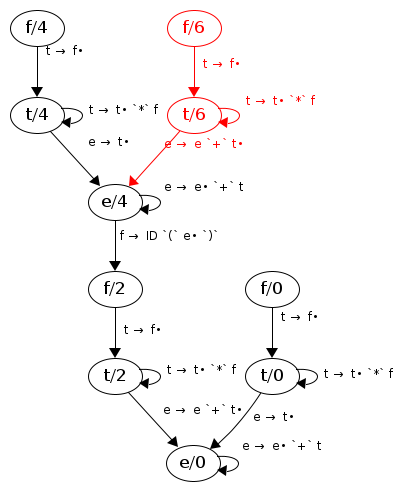 f/4 f/6
t → f•
t → f•
t/4 t → t• `*` f t/6 t → t• `*` f
e → t• e → e `+` t•
e/4 e → e• `+` t
f → ID `(` e• `)`
f/2 f/0
t → f• t → f•
t/2 t → t• `*` f t/0 t → t• `*` f
e → e `+` t• e → t•
e/0 e → e• `+` t